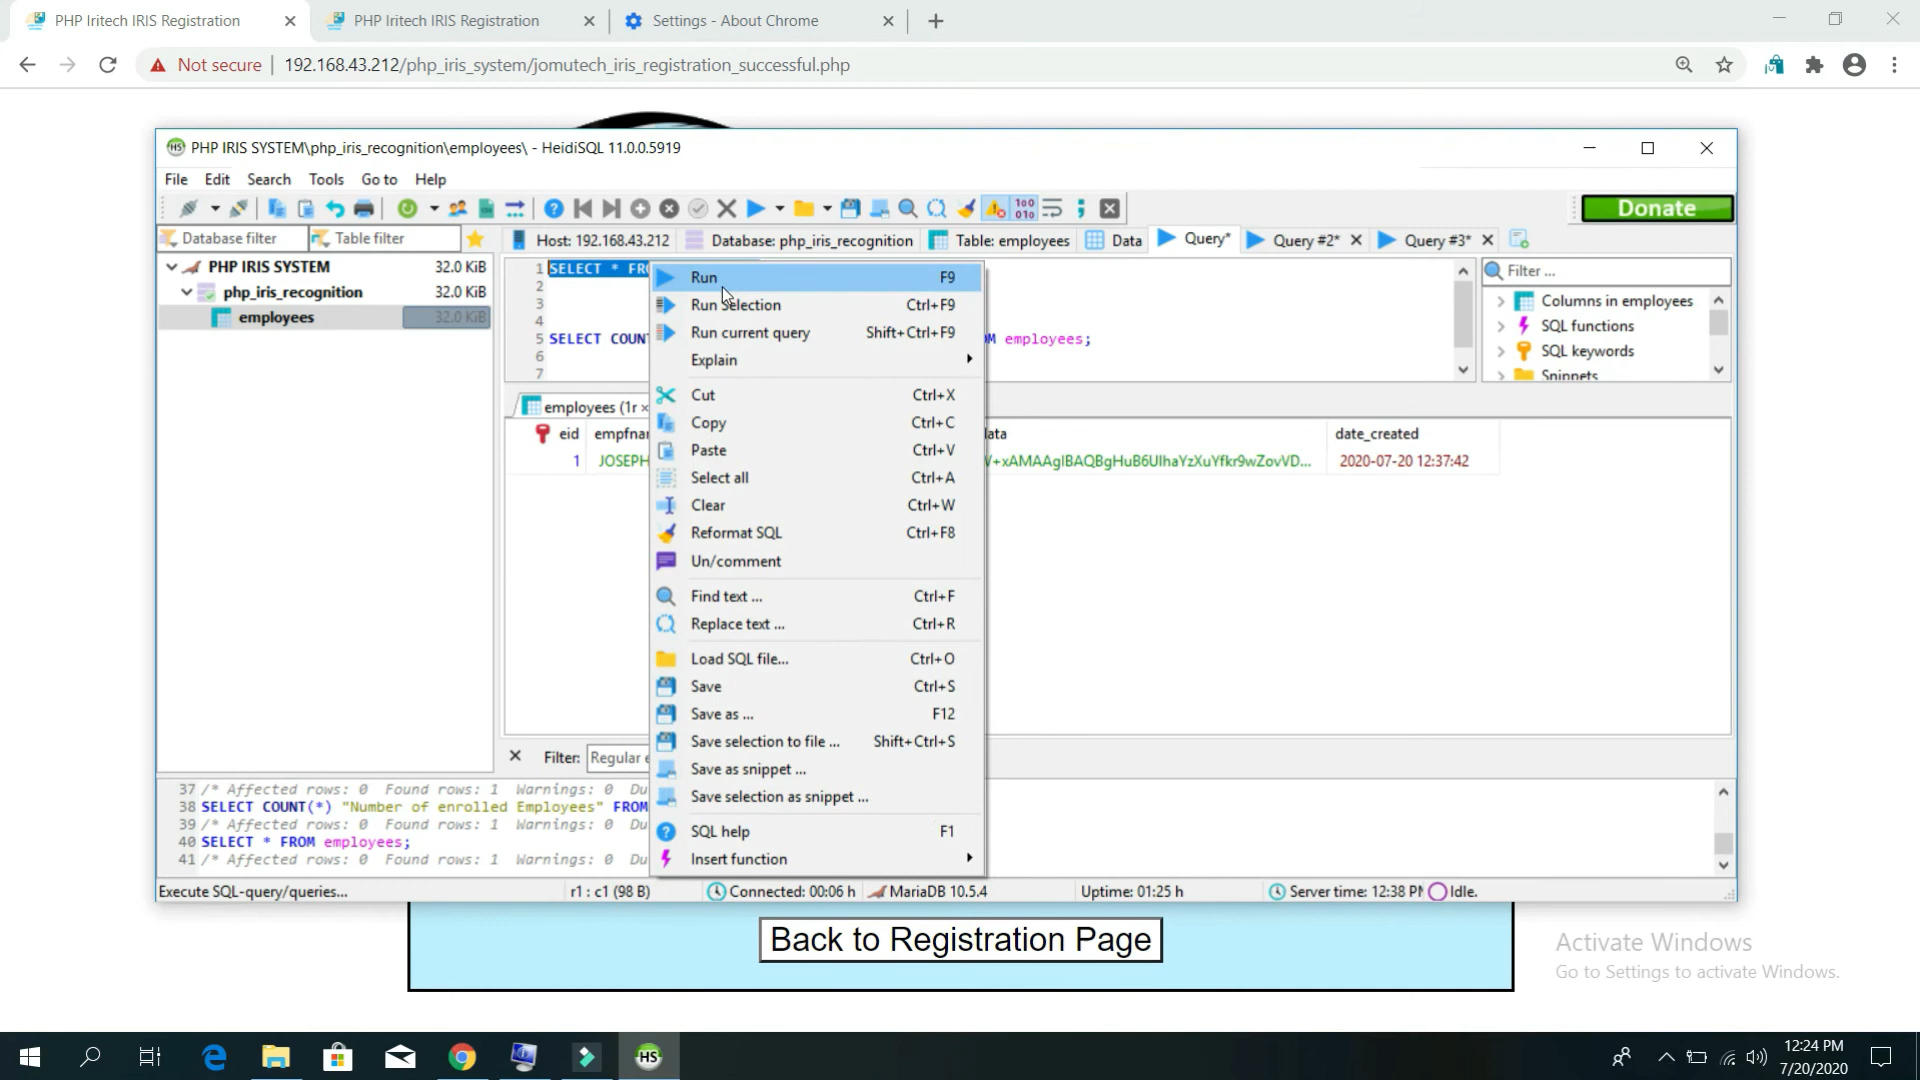 PHP Iritech IRIS Registration
PHP Iritech IRIS Registration
Settings - About Chrome
Not secure
192.168.43.212/php_iris_system/jomutech_iris_registration_successful.php
PHP IRIS SYSTEM\php_iris_recognition\employees\ - HeidiSQL 11.0.0.5919
File Edit Search Tools Go to Help
Donate
Database filter
Table filter
Host: 192.168.43.212
Database: php_iris_recognition
Table: employees
Data
Query*
Query #2*
Query #3*
PHP IRIS SYSTEM 32.0 KiB
php_iris_recognition 32.0 KiB
employees 32.0 KiB
1 SELECT * FR
2
3
4
5 SELECT COUN
M employees;
6
7
Filter ...
Columns in employees
SQL functions
SQL keywords
Snippets
Run F9
Run Selection Ctrl+F9
Run current query Shift+Ctrl+F9
Explain
Cut Ctrl+X
Copy Ctrl+C
Paste Ctrl+V
Select all Ctrl+A
Clear Ctrl+W
Reformat SQL Ctrl+F8
Un/comment
Find text ... Ctrl+F
Replace text ... Ctrl+R
Load SQL file... Ctrl+O
Save Ctrl+S
Save as ... F12
Save selection to file ... Shift+Ctrl+S
Save as snippet ...
Save selection as snippet ...
SQL help F1
Insert function
employees (1r
eid empfna
lata
date_created
1 JOSEPH
V+xAMAAgIBAQBgHuB6UIhaYzXuYfkr9wZovVD...
2020-07-20 12:37:42
Filter: Regular e
37 /* Affected rows: 0 Found rows: 1 Warnings: 0 Du
38 SELECT COUNT(*) "Number of enrolled Employees" FROM
39 /* Affected rows: 0 Found rows: 1 Warnings: 0 Du
40 SELECT * FROM employees;
41 /* Affected rows: 0 Found rows: 1 Warnings: 0 Du
Execute SQL-query/queries...
r1 : c1 (98 B)
Connected: 00:06 h
MariaDB 10.5.4
Uptime: 01:25 h
Server time: 12:38 PM
Idle.
Back to Registration Page
Activate Windows
Go to Settings to activate Windows.
HS
12:24 PM
7/20/2020